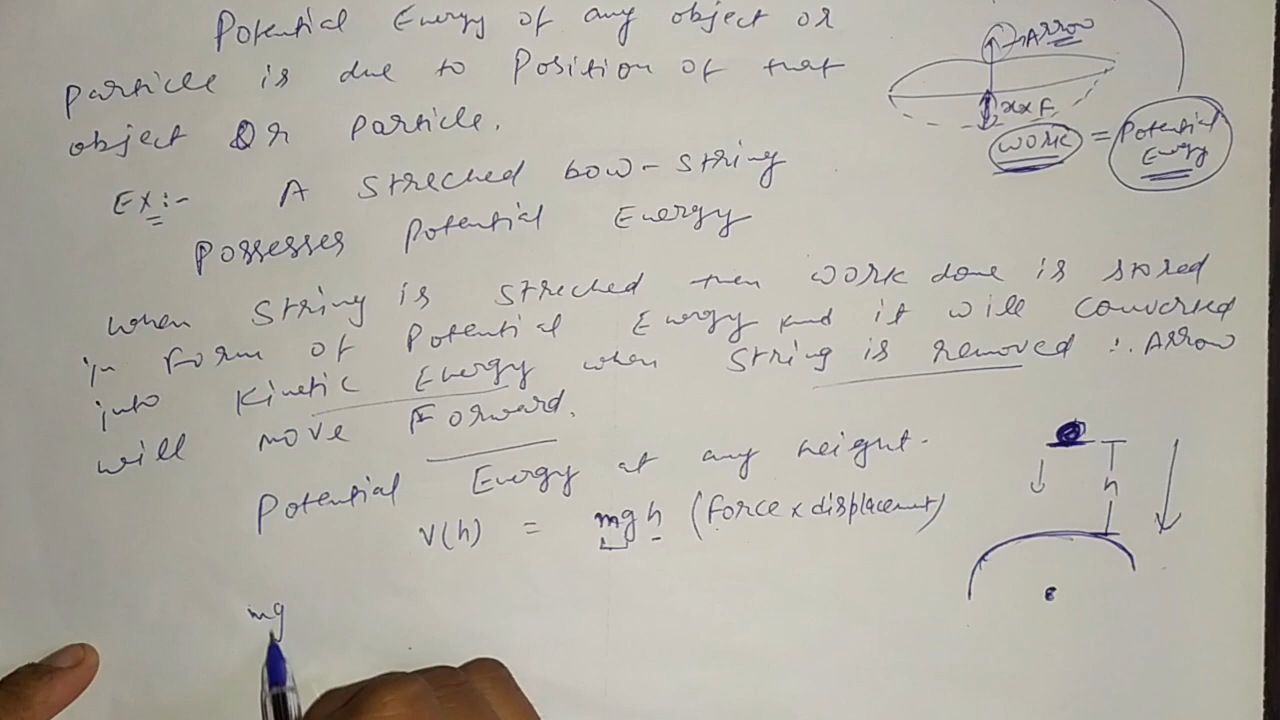 Potential Energy of any object or
particle is due to Position of that
object Or particle.
Ex:- A streched bow-string
Possesses Potential Energy
when string is streched then work done is stored
in form of Potential Energy and it will converted
into kinetic Energy when string is removed ∴ Arrow
will move Forward.
Potential Energy at any height.
V(h) = mgh (force x displacement)
mg
→Arrow
x x F
work = Potential Energy
h